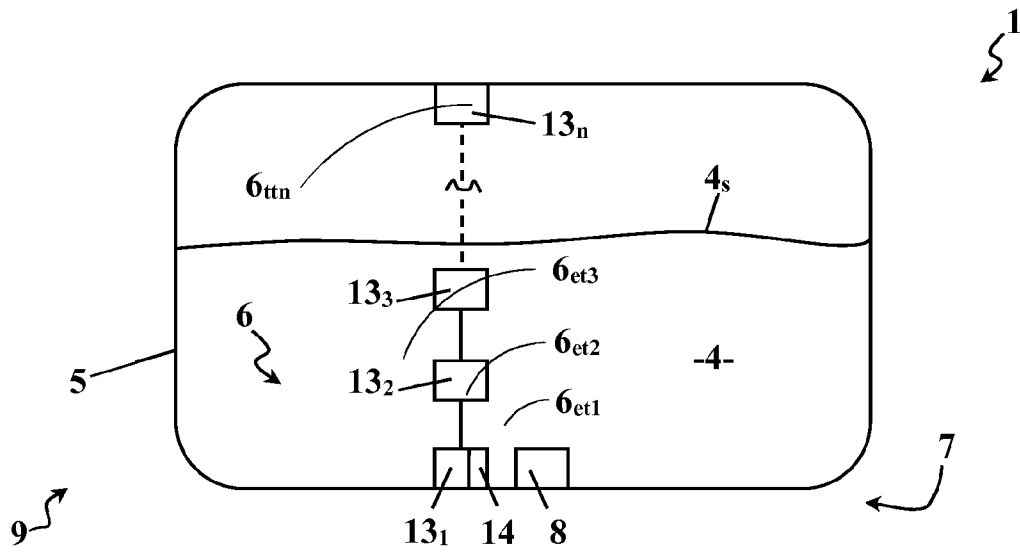 1
13ₙ
6ₜₜₙ
4ₛ
13₃
6ₑₜ₃
6
6ₑₜ₂
-4-
5
13₂
6ₑₜ₁
7
9
13₁ 14 8